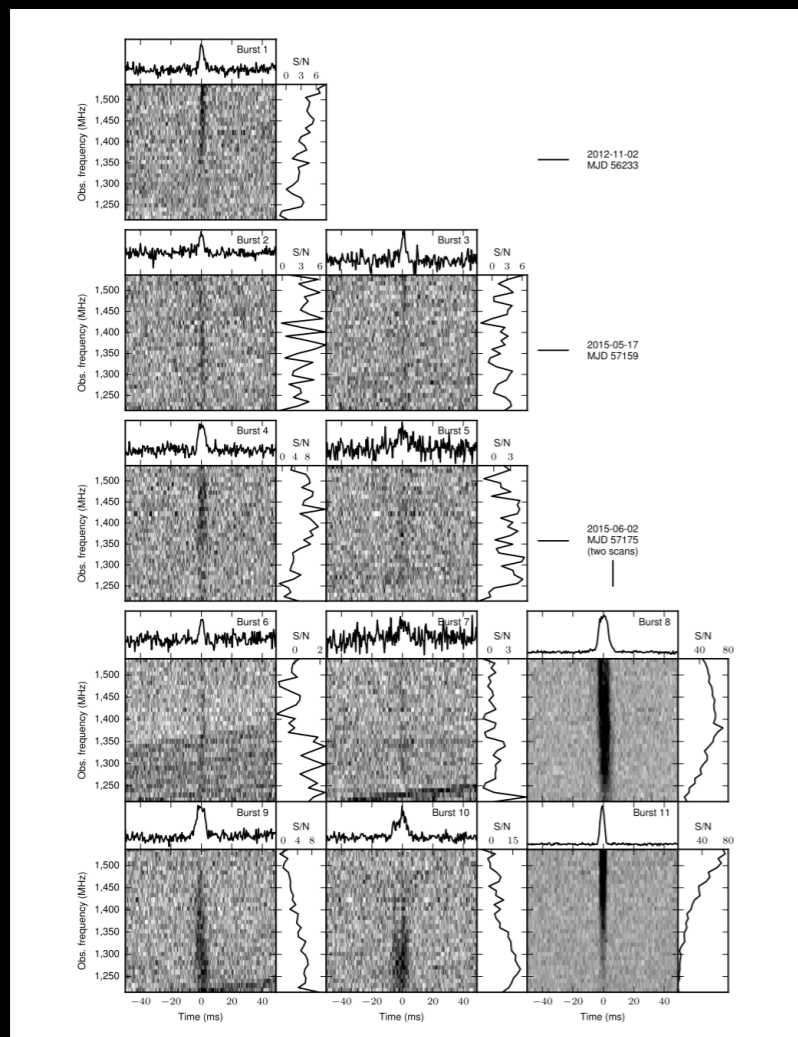 Burst 1
S/N
0 3 6
1,500
1,450
1,400
1,350
1,300
1,250
Obs. frequency (MHz)
2012-11-02
MJD 56233
Burst 2
S/N
0 3 6
Burst 3
S/N
0 3 6
1,500
1,450
1,400
1,350
1,300
1,250
Obs. frequency (MHz)
2015-05-17
MJD 57159
Burst 4
S/N
0 4 8
Burst 5
S/N
0 3
1,500
1,450
1,400
1,350
1,300
1,250
Obs. frequency (MHz)
2015-06-02
MJD 57175
(two scans)
Burst 6
S/N
0 2
Burst 7
S/N
0 3
Burst 8
S/N
40 80
1,500
1,450
1,400
1,350
1,300
1,250
Obs. frequency (MHz)
Burst 9
S/N
0 4 8
Burst 10
S/N
0 15
Burst 11
S/N
40 80
1,500
1,450
1,400
1,350
1,300
1,250
Obs. frequency (MHz)
−40 −20 0 20 40
−40 −20 0 20 40
−40 −20 0 20 40
Time (ms)
Time (ms)
Time (ms)